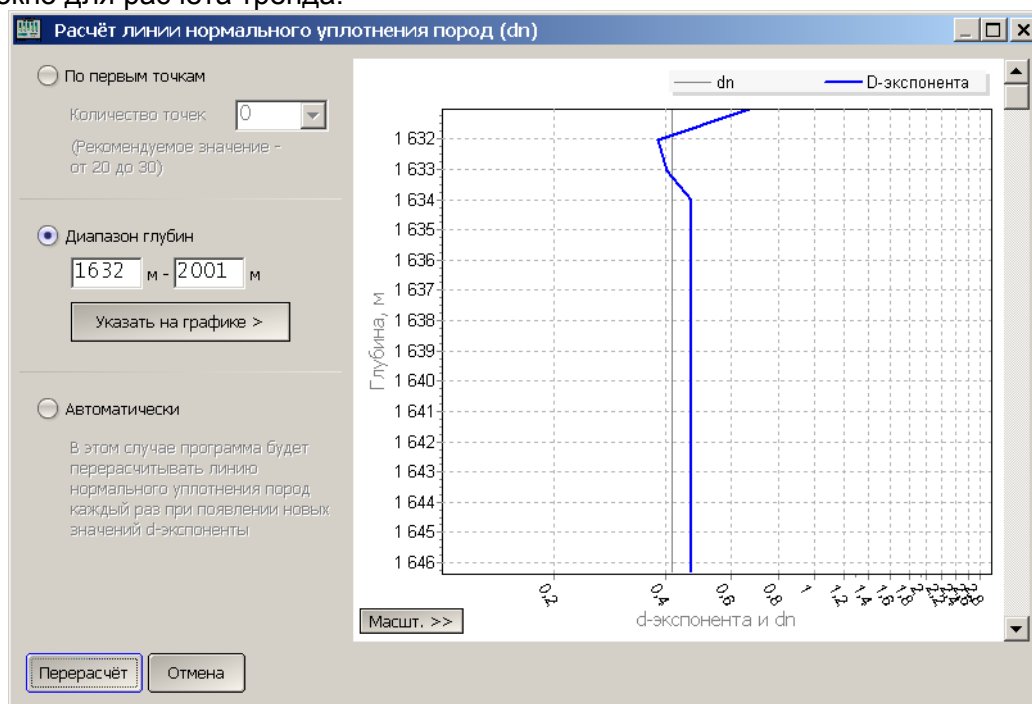 окно для расчета тренда.
Расчёт линии нормального уплотнения пород (dn)
По первым точкам
Количество точек 0
(Рекомендуемое значение -
от 20 до 30)
Диапазон глубин
1632 м - 2001 м
Указать на графике >
Автоматически
В этом случае программа будет
перерасчитывать линию
нормального уплотнения пород
каждый раз при появлении новых
значений d-экспоненты
dn D-экспонента
Глубина, м
1 632
1 633
1 634
1 635
1 636
1 637
1 638
1 639
1 640
1 641
1 642
1 643
1 644
1 645
1 646
0,2 0,4 0,6 0,8 1 1,2 1,4 1,6 1,8
d-экспонента и dn
Масшт. >>
Перерасчёт Отмена